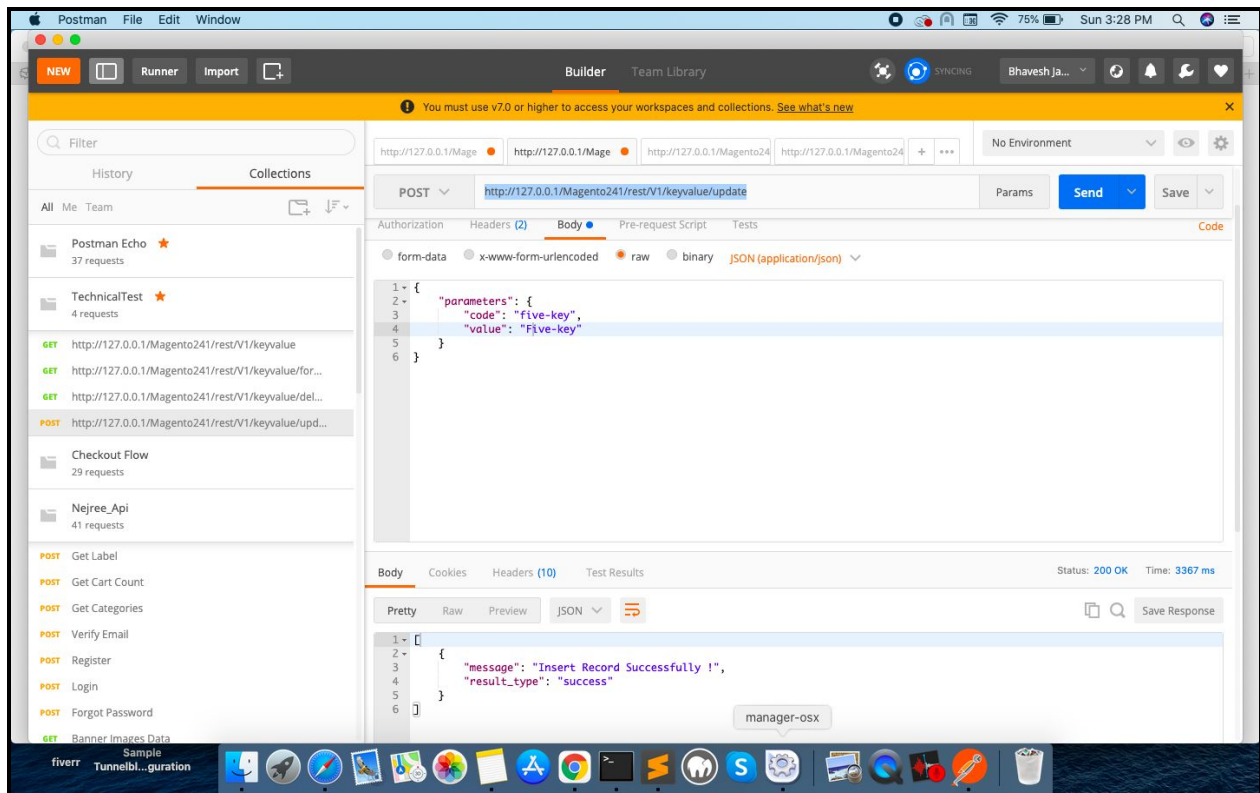 Postman File Edit Window 75% Sun 3:28 PM
NEW Runner Import Builder Team Library SYNCING Bhavesh Ja...
You must use v7.0 or higher to access your workspaces and collections. See what's new
Filter
History Collections
All Me Team
Postman Echo
37 requests
TechnicalTest
4 requests
GET http://127.0.0.1/Magento241/rest/V1/keyvalue
GET http://127.0.0.1/Magento241/rest/V1/keyvalue/for...
GET http://127.0.0.1/Magento241/rest/V1/keyvalue/del...
POST http://127.0.0.1/Magento241/rest/V1/keyvalue/upd...
Checkout Flow
29 requests
Nejree_Api
41 requests
POST Get Label
POST Get Cart Count
POST Get Categories
POST Verify Email
POST Register
POST Login
POST Forgot Password
GET Banner Images Data
http://127.0.0.1/Mage http://127.0.0.1/Mage http://127.0.0.1/Magento24 http://127.0.0.1/Magento24 + ••• No Environment
POST http://127.0.0.1/Magento241/rest/V1/keyvalue/update Params Send Save
Authorization Headers (2) Body Pre-request Script Tests Code
form-data x-www-form-urlencoded raw binary JSON (application/json)
1 {
2 "parameters": {
3 "code": "five-key",
4 "value": "Five-key"
5 }
6 }
Body Cookies Headers (10) Test Results Status: 200 OK Time: 3367 ms
Pretty Raw Preview JSON Save Response
1 [
2 {
3 "message": "Insert Record Successfully !",
4 "result_type": "success"
5 }
6 ]
manager-osx
Sample
fiverr Tunnelbl...guration